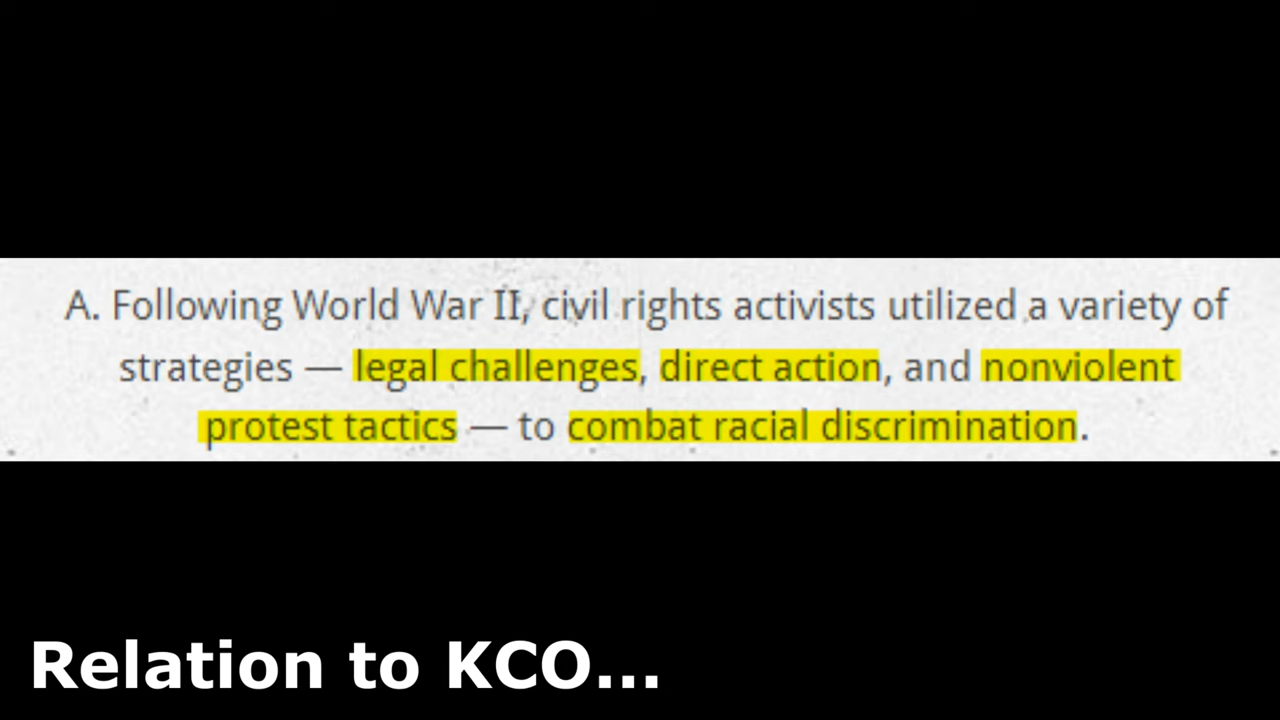 A. Following World War II, civil rights activists utilized a variety of
strategies — legal challenges, direct action, and nonviolent
protest tactics — to combat racial discrimination.
Relation to KCO...